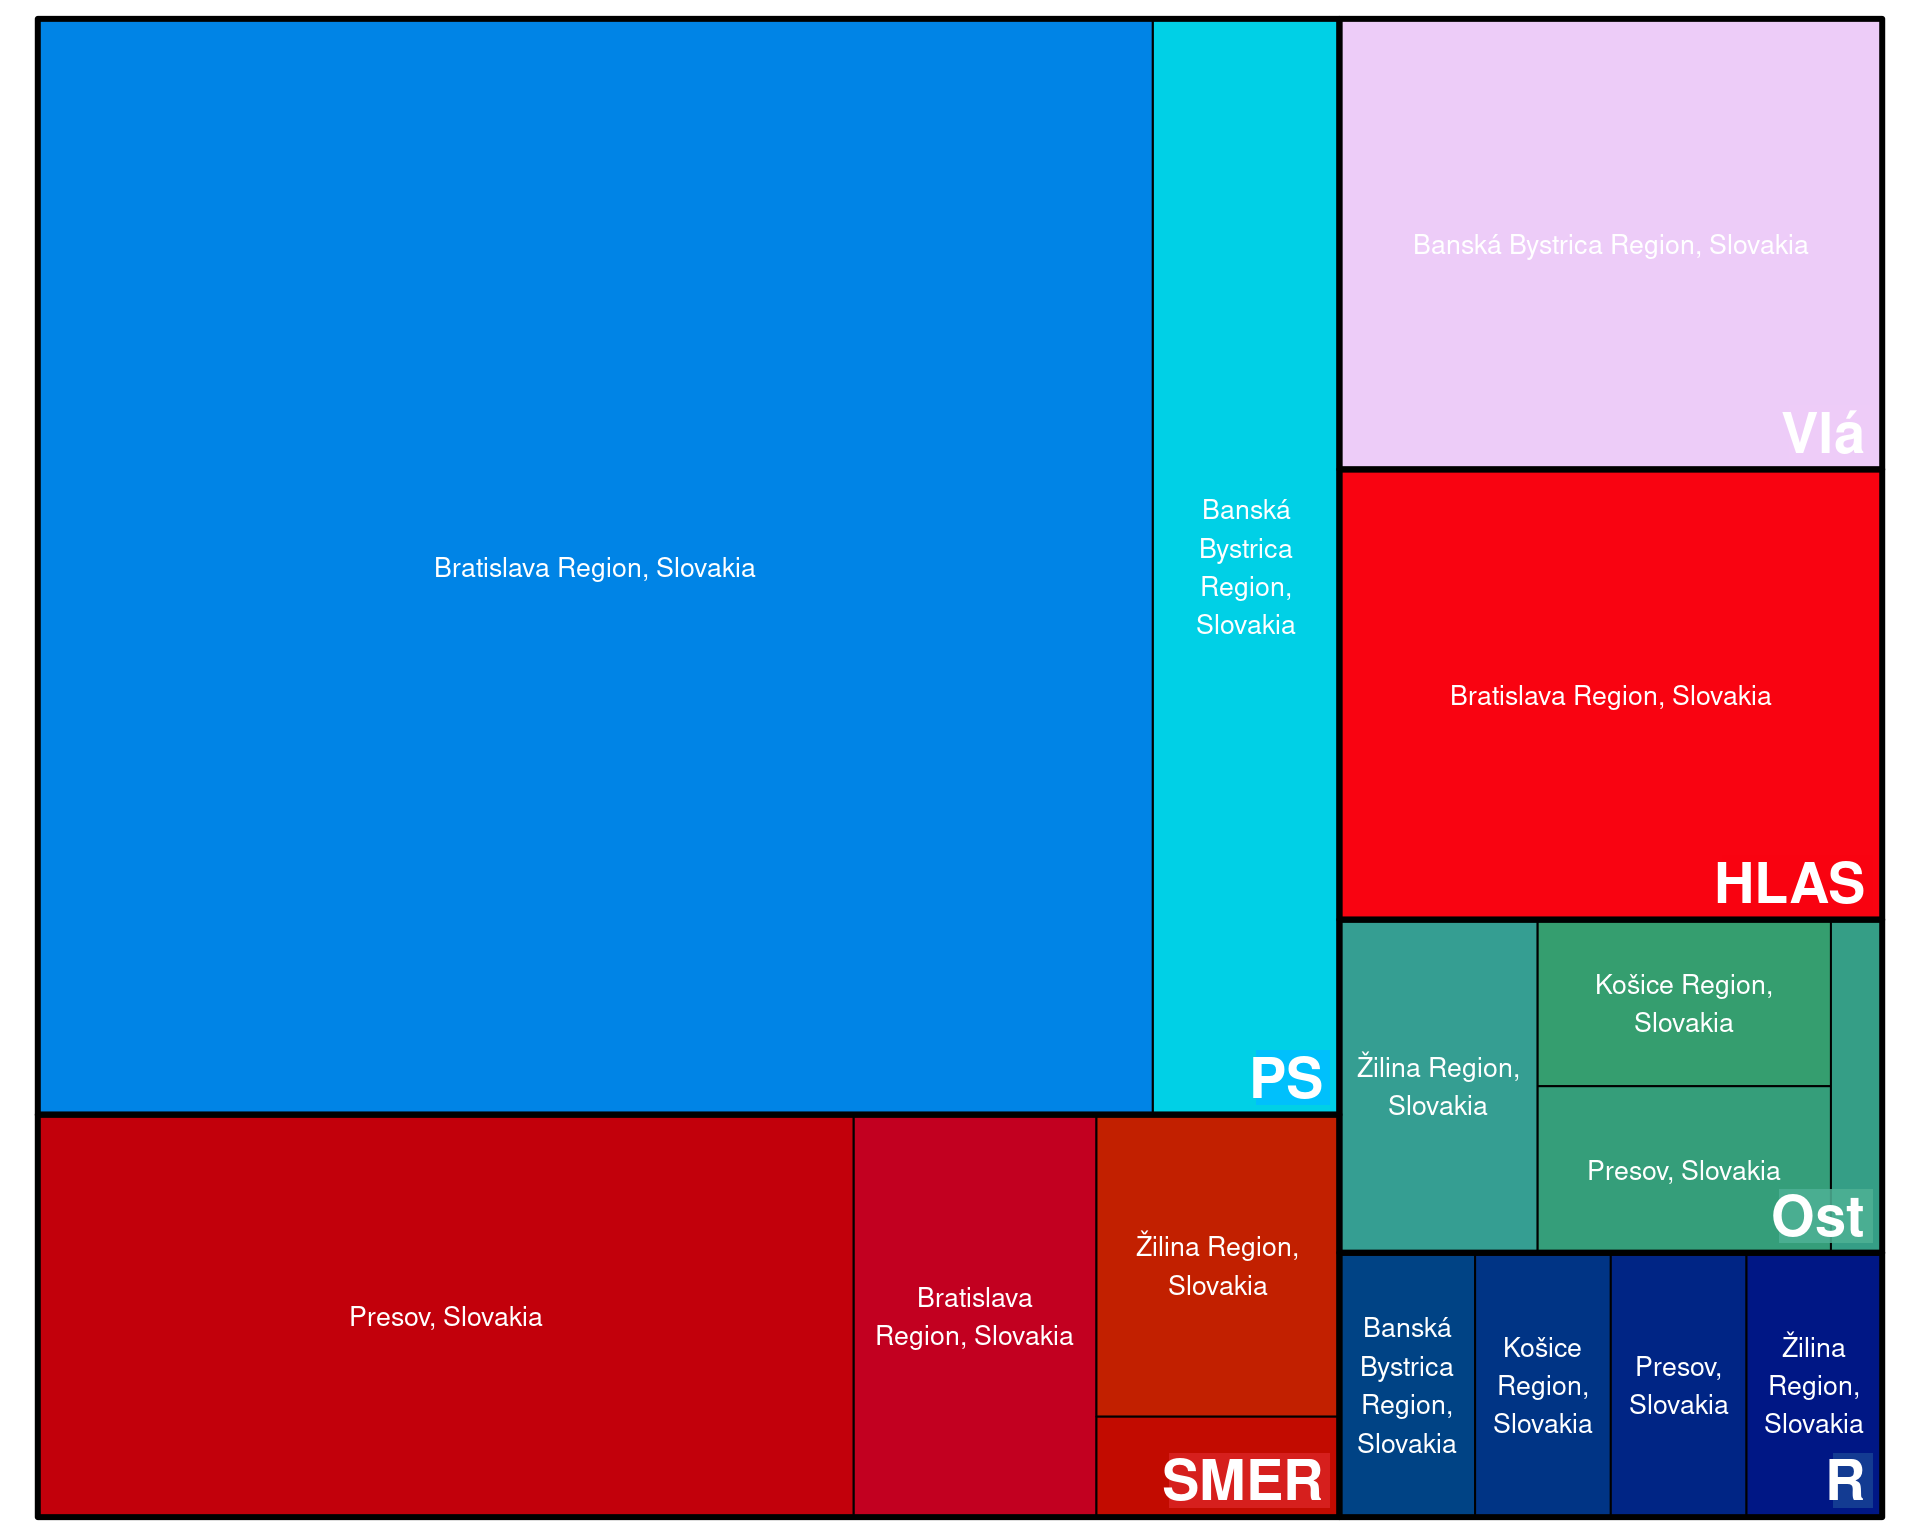 Bratislava Region, Slovakia
Banská
Bystrica
Region,
Slovakia
PS
Presov, Slovakia
Bratislava
Region, Slovakia
Žilina Region,
Slovakia
SMER
Banská Bystrica Region, Slovakia
Vlá
Bratislava Region, Slovakia
HLAS
Žilina Region,
Slovakia
Košice Region,
Slovakia
Presov, Slovakia
Ost
Banská
Bystrica
Region,
Slovakia
Košice
Region,
Slovakia
Presov,
Slovakia
Žilina
Region,
Slovakia
R